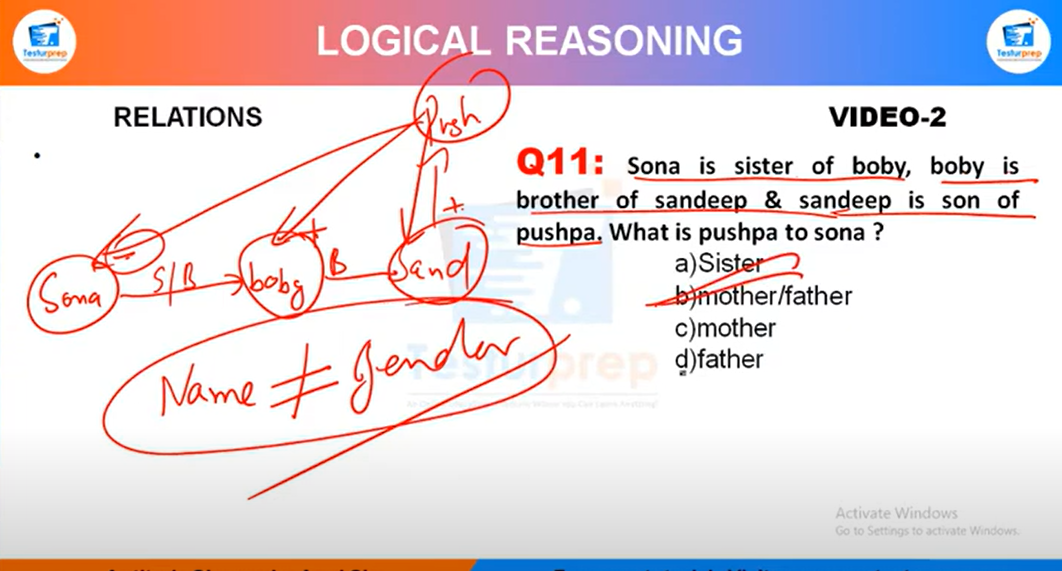 Testurprep
LOGICAL REASONING
Testurprep
RELATIONS
VIDEO-2
Push
Q11: Sona is sister of boby, boby is
brother of sandeep & sandeep is son of
pushpa. What is pushpa to sona ?
a)Sister
b)mother/father
c)mother
d)father
- + +
Sona S/B boby B Sand
Name ≠ Gender
Testurprep
Activate Windows
Go to Settings to activate Windows.